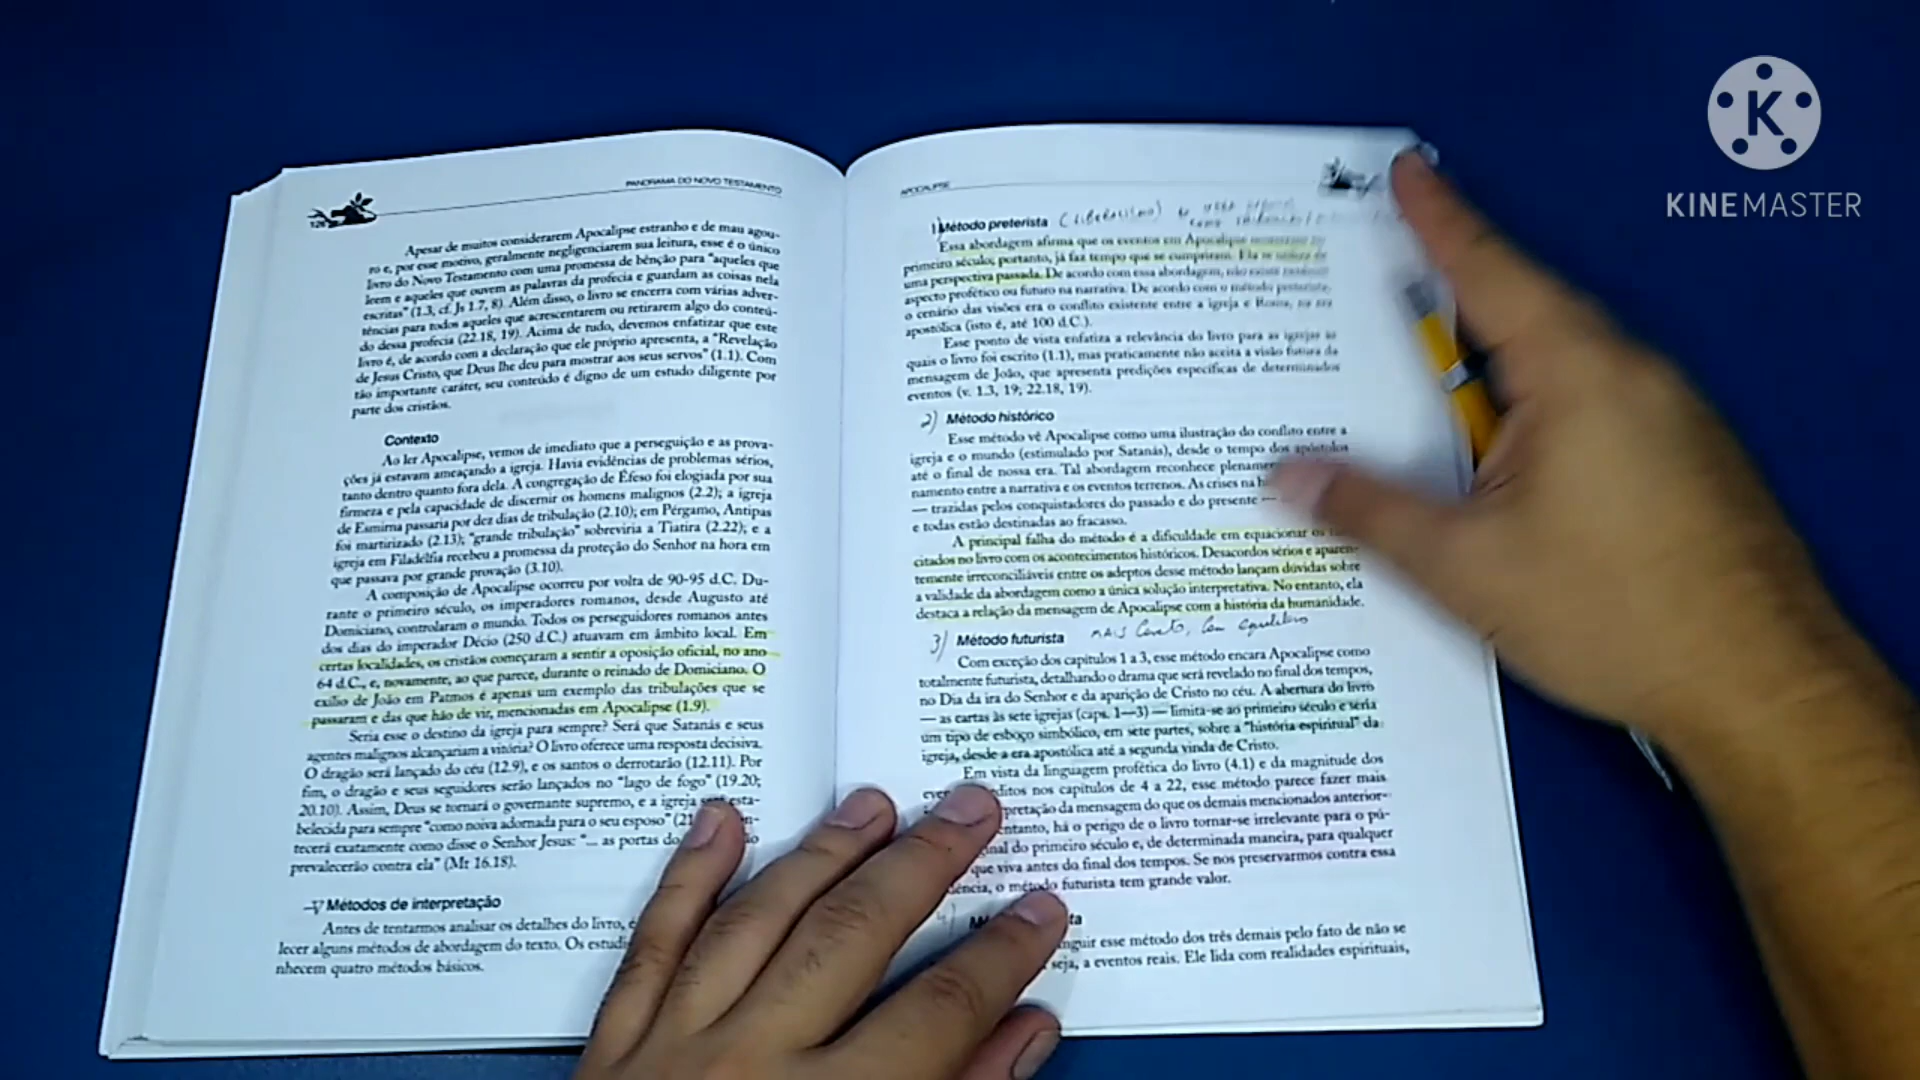 PANORAMA DO NOVO TESTAMENTO
126
Apesar de muitos considerarem Apocalipse estranho e de mau agou-
ro e, por esse motivo, geralmente negligenciarem sua leitura, esse é o único
livro do Novo Testamento com uma promessa de bênção para "aqueles que
leem e aqueles que ouvem as palavras da profecia e guardam as coisas nela
escritas" (1.3, cf. Js 1.7, 8). Além disso, o livro se encerra com várias adver-
tências para todos aqueles que acrescentarem ou retirarem algo do conteú-
do dessa profecia (22.18, 19). Acima de tudo, devemos enfatizar que este
livro é, de acordo com a declaração que ele próprio apresenta, a "Revelação
de Jesus Cristo, que Deus lhe deu para mostrar aos seus servos" (1.1). Com
tão importante caráter, seu conteúdo é digno de um estudo diligente por
parte dos cristãos.
Contexto
Ao ler Apocalipse, vemos de imediato que a perseguição e as prova-
ções já estavam ameaçando a igreja. Havia evidências de problemas sérios,
tanto dentro quanto fora dela. A congregação de Éfeso foi elogiada por sua
firmeza e pela capacidade de discernir os homens malignos (2.2); a igreja
de Esmirna passaria por dez dias de tribulação (2.10); em Pérgamo, Antipas
foi martirizado (2.13); "grande tribulação" sobreviria a Tiatira (2.22); e a
igreja em Filadélfia recebeu a promessa da proteção do Senhor na hora em
que passava por grande provação (3.10).
A composição de Apocalipse ocorreu por volta de 90-95 d.C. Du-
rante o primeiro século, os imperadores romanos, desde Augusto até
Domiciano, controlaram o mundo. Todos os perseguidores romanos antes
dos dias do imperador Décio (250 d.C.) atuavam em âmbito local. Em
certas localidades, os cristãos começaram a sentir a oposição oficial, no ano
64 d.C., e, novamente, ao que parece, durante o reinado de Domiciano. O
exílio de João em Patmos é apenas um exemplo das tribulações que se
passaram e das que hão de vir, mencionadas em Apocalipse (1.9).
Seria esse o destino da igreja para sempre? Será que Satanás e seus
agentes malignos alcançariam a vitória? O livro oferece uma resposta decisiva.
O dragão será lançado do céu (12.9), e os santos o derrotarão (12.11). Por
fim, o dragão e seus seguidores serão lançados no "lago de fogo" (19.20;
20.10). Assim, Deus se tornará o governante supremo, e a igreja será esta-
belecida para sempre "como noiva adornada para o seu esposo" (21
tecerá exatamente como disse o Senhor Jesus: "... as portas do
prevalecerão contra ela" (Mt 16.18).
Métodos de interpretação
Antes de tentarmos analisar os detalhes do livro, é
lecer alguns métodos de abordagem do texto. Os estudi
nhecem quatro métodos básicos.
APOCALIPSE
1) Método preterista (liberalismo)
Essa abordagem afirma que os eventos em Apocalipse
primeiro século; portanto, já faz tempo que se cumpriram. Ela se utiliza de
uma perspectiva passada. De acordo com essa abordagem, não existe
aspecto profético ou futuro na narrativa. De acordo com o método preterista,
o cenário das visões era o conflito existente entre a igreja e Roma, na era
apostólica (isto é, até 100 d.C.).
Esse ponto de vista enfatiza a relevância do livro para as igrejas às
quais o livro foi escrito (1.1), mas praticamente não aceita a visão futura da
mensagem de João, que apresenta predições específicas de determinados
eventos (v. 1.3, 19; 22.18, 19).
2) Método histórico
Esse método vê Apocalipse como uma ilustração do conflito entre a
igreja e o mundo (estimulado por Satanás), desde o tempo dos apóstolos
até o final de nossa era. Tal abordagem reconhece plename
namento entre a narrativa e os eventos terrenos. As crises na h
— trazidas pelos conquistadores do passado e do presente —
e todas estão destinadas ao fracasso.
A principal falha do método é a dificuldade em equacionar os
citados no livro com os acontecimentos históricos. Desacordos sérios e aparen-
temente irreconciliáveis entre os adeptos desse método lançam dúvidas sobre
a validade da abordagem como a única solução interpretativa. No entanto, ela
destaca a relação da mensagem de Apocalipse com a história da humanidade.
3) Método futurista mais correto, com equilíbrio
Com exceção dos capítulos 1 a 3, esse método encara Apocalipse como
totalmente futurista, detalhando o drama que será revelado no final dos tempos,
no Dia da ira do Senhor e da aparição de Cristo no céu. A abertura do livro
— as cartas às sete igrejas (caps. 1—3) — limita-se ao primeiro século e seria
um tipo de esboço simbólico, em sete partes, sobre a "história espiritual" da
igreja, desde a era apostólica até a segunda vinda de Cristo.
Em vista da linguagem profética do livro (4.1) e da magnitude dos
even ditos nos capítulos de 4 a 22, esse método parece fazer mais
pretação da mensagem do que os demais mencionados anterior-
entanto, há o perigo de o livro tornar-se irrelevante para o pú-
ginal do primeiro século e, de determinada maneira, para qualquer
que viva antes do final dos tempos. Se nos preservarmos contra essa
dência, o método futurista tem grande valor.
4) Mé ta
nguir esse método dos três demais pelo fato de não se
seja, a eventos reais. Ele lida com realidades espirituais,
K
KINEMASTER